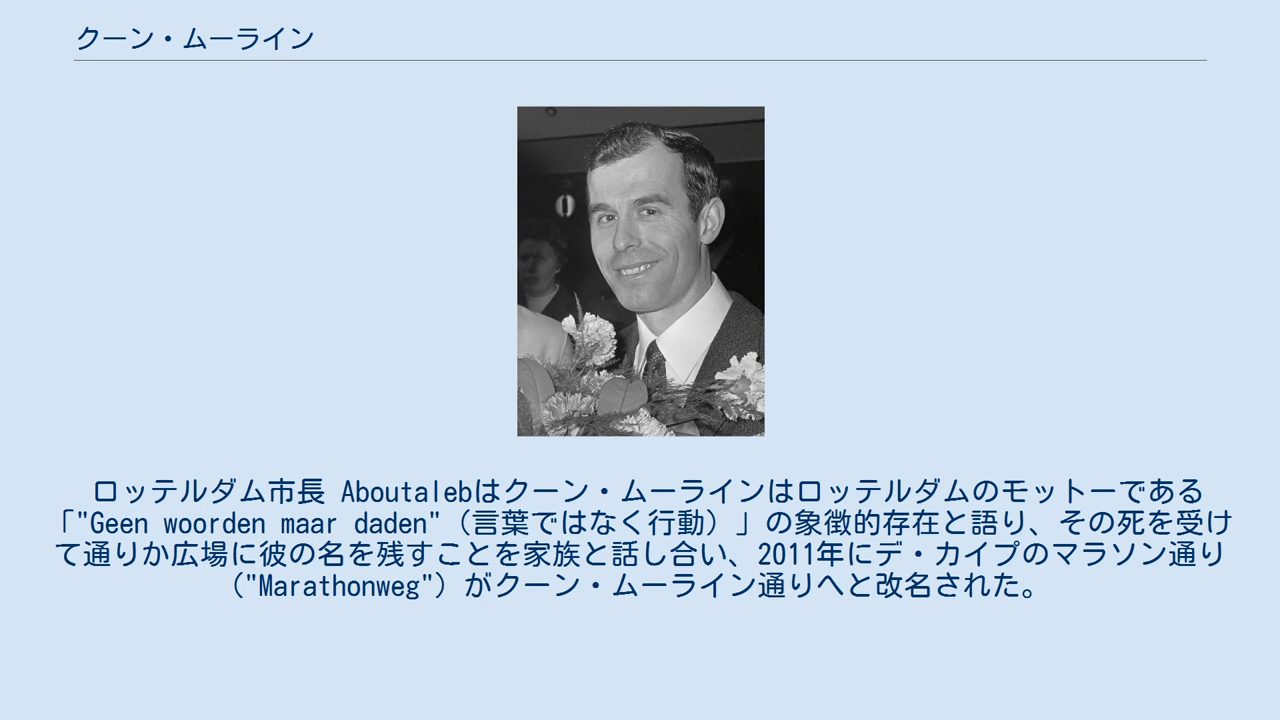 クーン・ムーライン
ロッテルダム市長 Aboutalebはクーン・ムーラインはロッテルダムのモットーである
「"Geen woorden maar daden"（言葉ではなく行動）」の象徴的存在と語り、その死を受け
て通りか広場に彼の名を残すことを家族と話し合い、2011年にデ・カイプのマラソン通り
（"Marathonweg"）がクーン・ムーライン通りへと改名された。